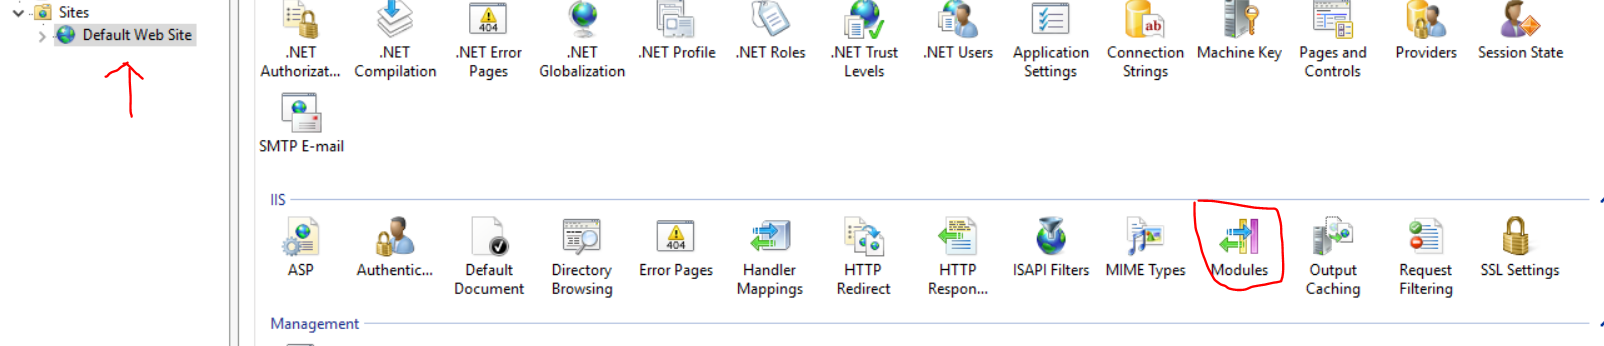 Sites
Default Web Site
.NET Authorizat...
.NET Compilation
.NET Error Pages
.NET Globalization
.NET Profile
.NET Roles
.NET Trust Levels
.NET Users
Application Settings
Connection Strings
Machine Key
Pages and Controls
Providers
Session State
SMTP E-mail
IIS
ASP
Authentic...
Default Document
Directory Browsing
Error Pages
Handler Mappings
HTTP Redirect
HTTP Respon...
ISAPI Filters
MIME Types
Modules
Output Caching
Request Filtering
SSL Settings
Management